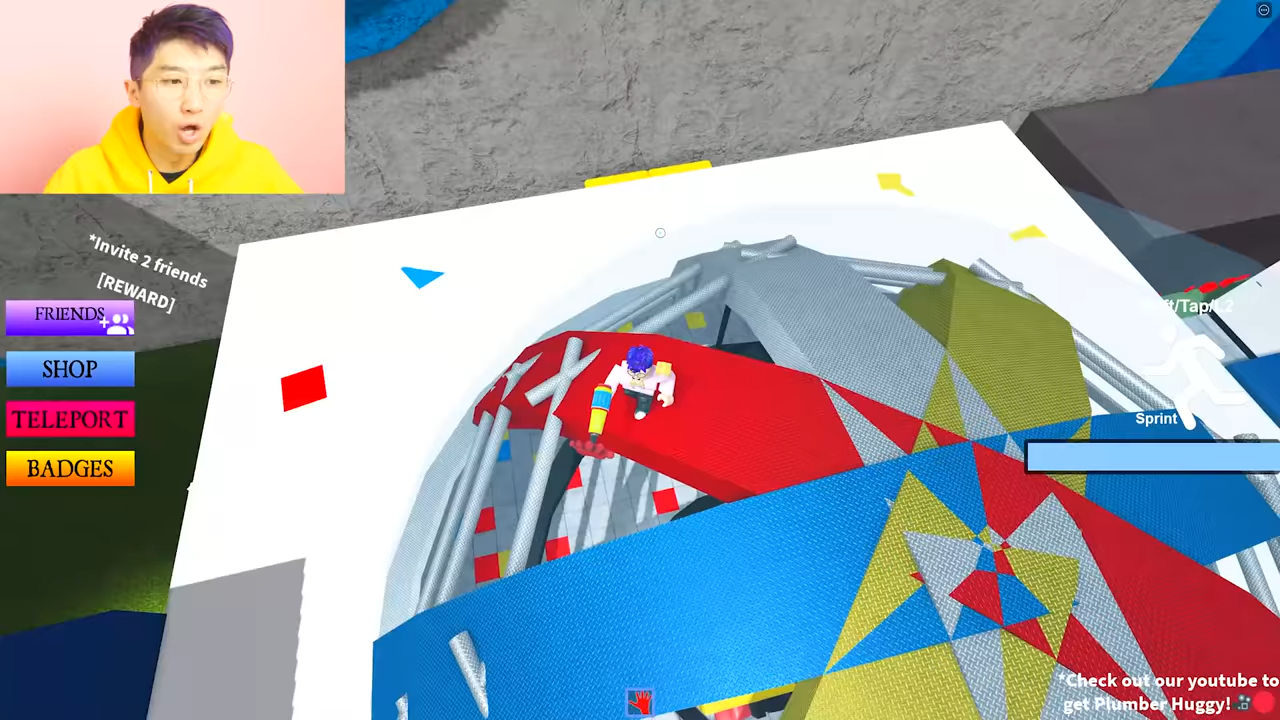 *Invite 2 friends
[REWARD]
FRIENDS
SHOP
TELEPORT
BADGES
Sprint
*Check out our youtube to
get Plumber Huggy!